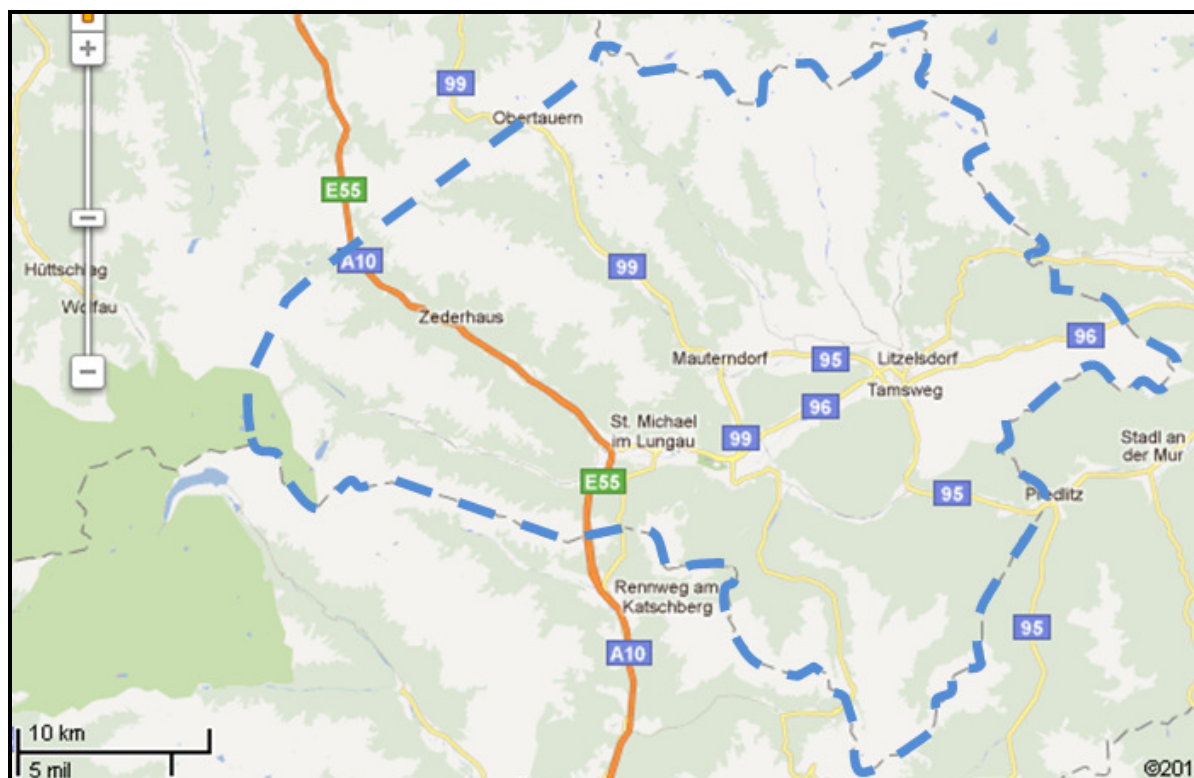 99
Obertauern
E55
A10
Hüttschlag
Wolfau
99
Zederhaus
Mauterndorf
95
Litzelsdorf
96
Tamsweg
96
St. Michael
im Lungau
99
Stadl an
der Mur
E55
95
Predlitz
Rennweg am
Katschberg
95
A10
10 km
5 mil
©201